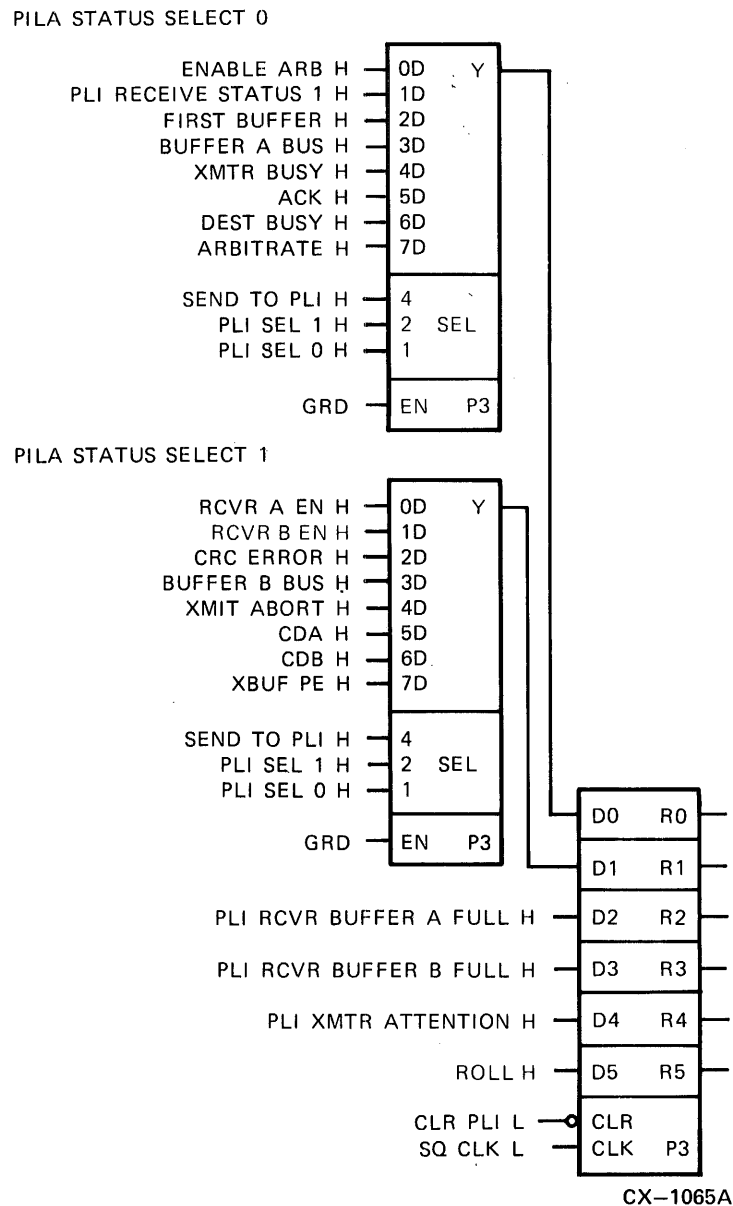 PILA STATUS SELECT 0
ENABLE ARB H 0D Y
PLI RECEIVE STATUS 1 H 1D
FIRST BUFFER H 2D
BUFFER A BUS H 3D
XMTR BUSY H 4D
ACK H 5D
DEST BUSY H 6D
ARBITRATE H 7D
SEND TO PLI H 4
PLI SEL 1 H 2 SEL
PLI SEL 0 H 1
GRD EN P3
PILA STATUS SELECT 1
RCVR A EN H 0D Y
RCVR B EN H 1D
CRC ERROR H 2D
BUFFER B BUS H 3D
XMIT ABORT H 4D
CDA H 5D
CDB H 6D
XBUF PE H 7D
SEND TO PLI H 4
PLI SEL 1 H 2 SEL
PLI SEL 0 H 1
GRD EN P3
D0 R0
D1 R1
PLI RCVR BUFFER A FULL H D2 R2
PLI RCVR BUFFER B FULL H D3 R3
PLI XMTR ATTENTION H D4 R4
ROLL H D5 R5
CLR PLI L CLR
SQ CLK L CLK P3
CX–1065A